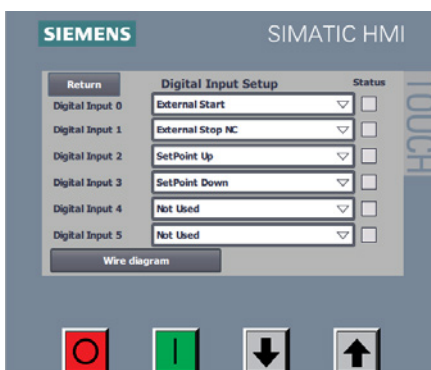 SIEMENS SIMATIC HMI
TOUCH
Return Digital Input Setup Status
Digital Input 0 External Start
Digital Input 1 External Stop NC
Digital Input 2 SetPoint Up
Digital Input 3 SetPoint Down
Digital Input 4 Not Used
Digital Input 5 Not Used
Wire diagram